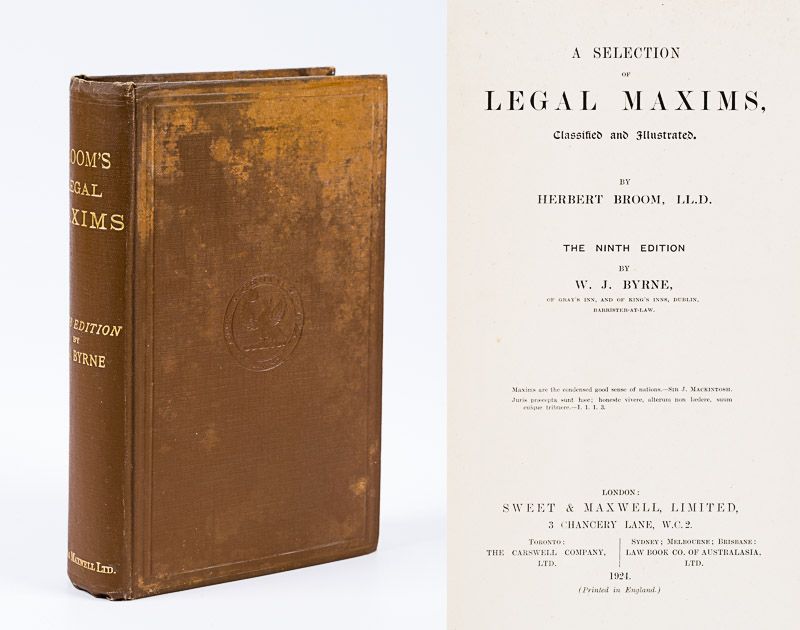 OOM'S
EGAL
XIMS
EDITION
BY
BYRNE
MAXWELL LTD.
A SELECTION
OF
LEGAL MAXIMS,
Classified and Illustrated.
BY
HERBERT BROOM, LL.D.
THE NINTH EDITION
BY
W. J. BYRNE,
OF GRAY'S INN, AND OF KING'S INNS, DUBLIN,
BARRISTER-AT-LAW.
Maxims are the condensed good sense of nations.—SIR J. MACKINTOSH.
Juris præcepta sunt hæc; honeste vivere, alterum non lædere, suum
cuique tribuere.—I. 1. 1. 3.
LONDON:
SWEET & MAXWELL, LIMITED,
3 CHANCERY LANE, W.C. 2.
TORONTO:
THE CARSWELL COMPANY,
LTD.
SYDNEY; MELBOURNE; BRISBANE:
LAW BOOK CO. OF AUSTRALASIA,
LTD.
1924.
(Printed in England.)